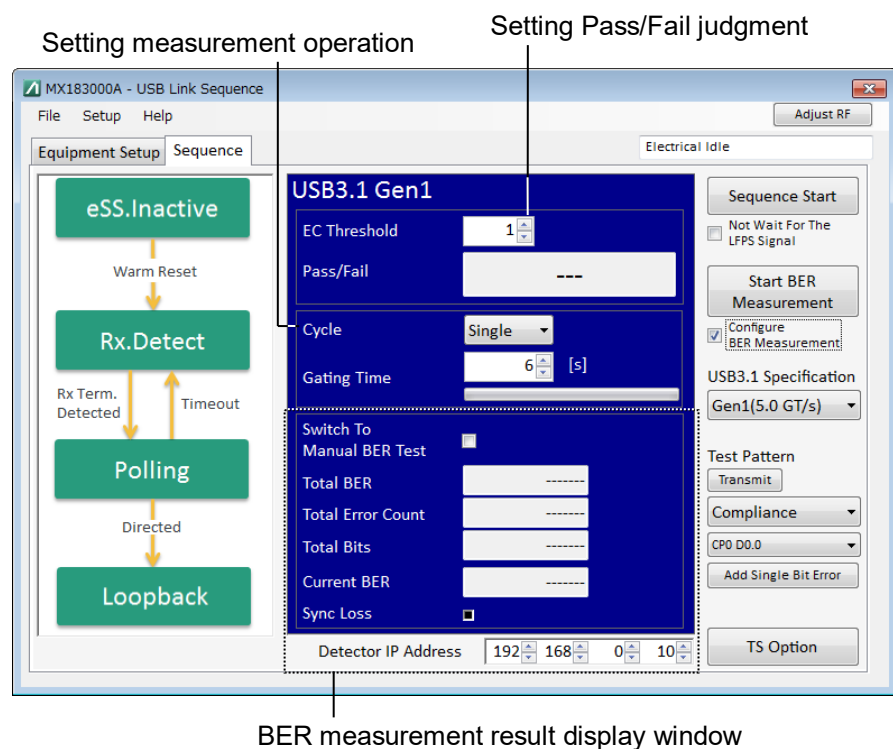 Setting measurement operation
Setting Pass/Fail judgment
MX183000A - USB Link Sequence
File Setup Help
Adjust RF
Equipment Setup Sequence
Electrical Idle
eSS.Inactive
Warm Reset
Rx.Detect
Rx Term.
Detected
Timeout
Polling
Directed
Loopback
USB3.1 Gen1
EC Threshold 1
Pass/Fail ---
Cycle Single
Gating Time 6 [s]
Switch To
Manual BER Test
Total BER -------
Total Error Count -------
Total Bits -------
Current BER -------
Sync Loss
Detector IP Address 192 168 0 10
Sequence Start
Not Wait For The
LFPS Signal
Start BER
Measurement
Configure
BER Measurement
USB3.1 Specification
Gen1(5.0 GT/s)
Test Pattern
Transmit
Compliance
CP0 D0.0
Add Single Bit Error
TS Option
BER measurement result display window